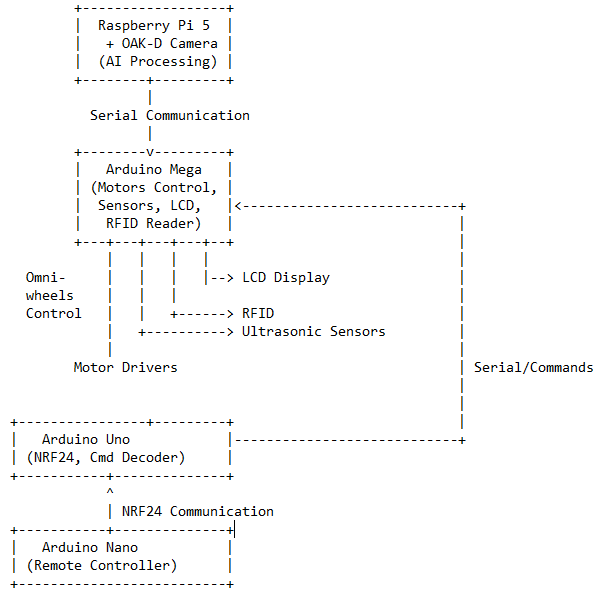 Raspberry Pi 5
+ OAK-D Camera
(AI Processing)
Serial Communication
Arduino Mega
(Motors Control,
Sensors, LCD,
RFID Reader)
Omni-
wheels
Control
LCD Display
RFID
Ultrasonic Sensors
Motor Drivers
Serial/Commands
Arduino Uno
(NRF24, Cmd Decoder)
NRF24 Communication
Arduino Nano
(Remote Controller)